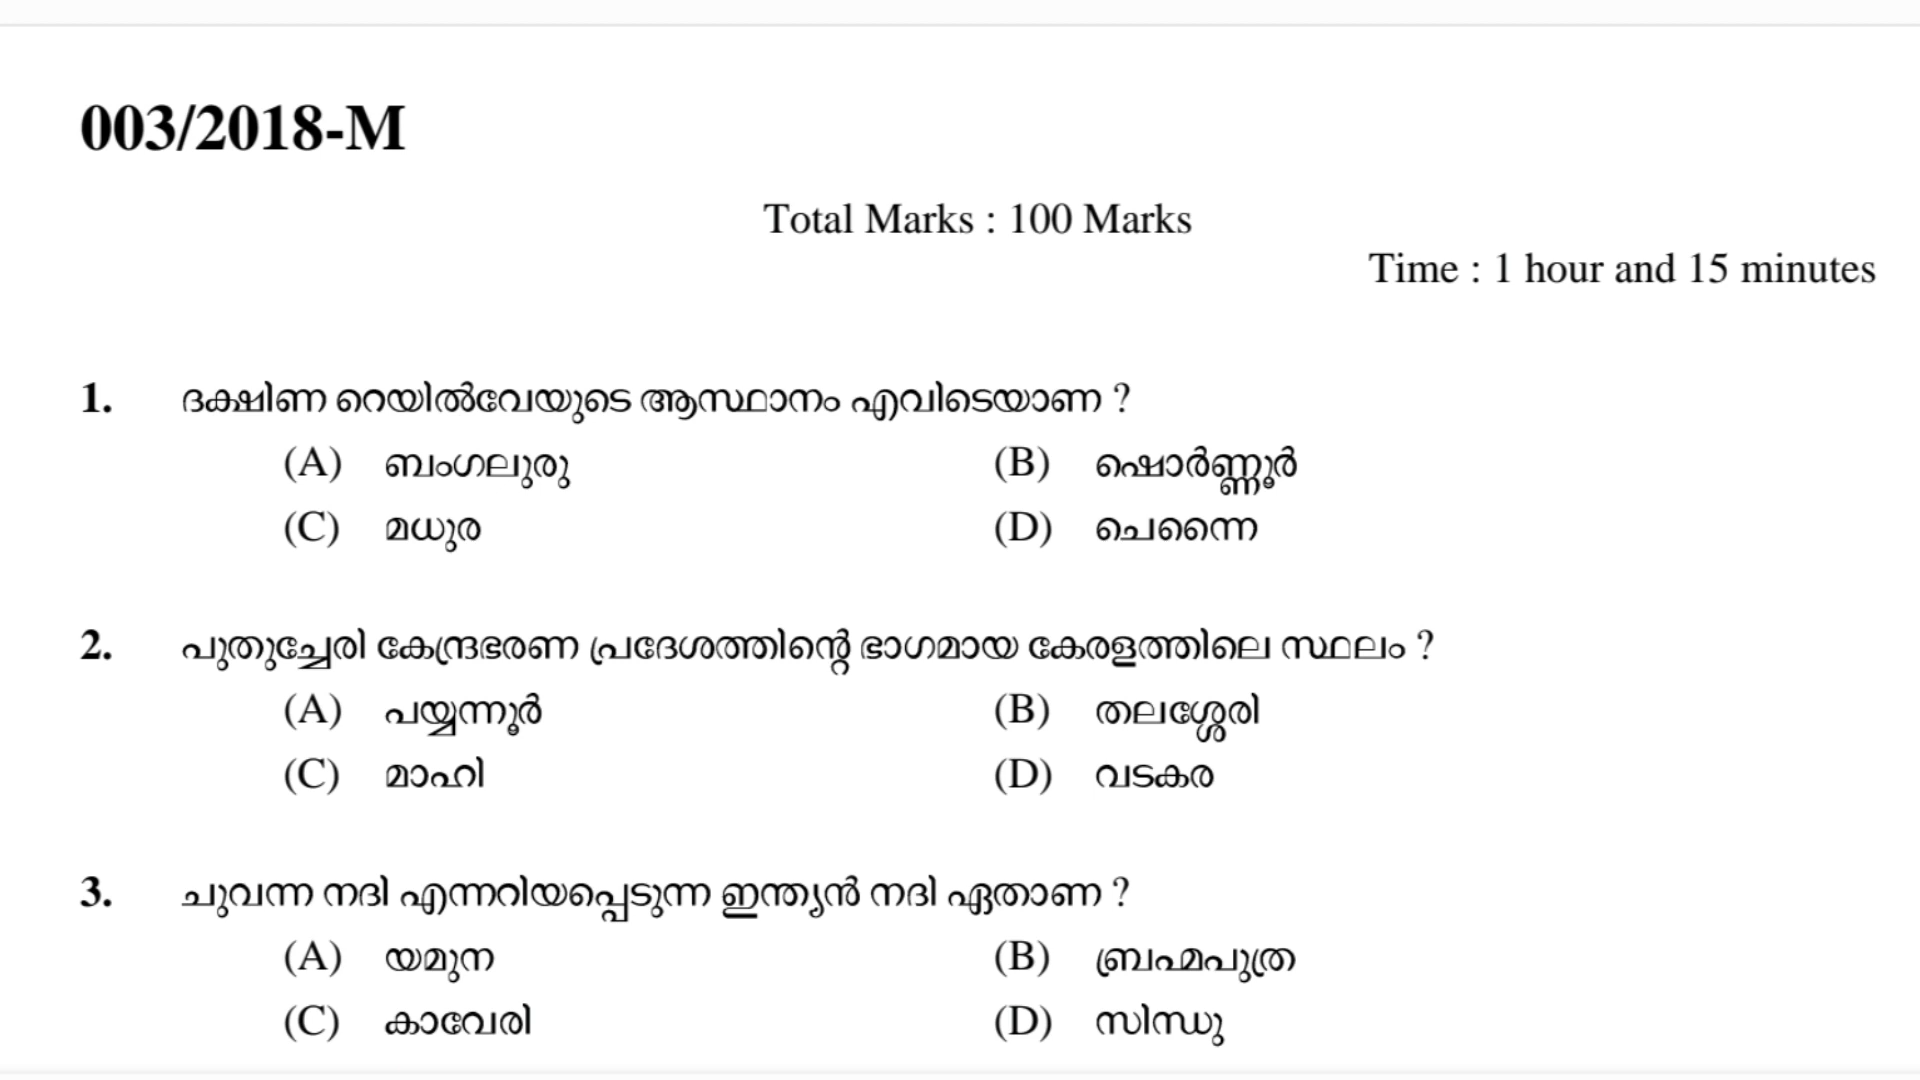 003/2018-M
Total Marks : 100 Marks
Time : 1 hour and 15 minutes
1. ദക്ഷിണ റെയിൽവേയുടെ ആസ്ഥാനം എവിടെയാണ ?
(A) ബംഗലുരു (B) ഷൊർണ്ണൂർ
(C) മധുര (D) ചെന്നൈ
2. പുതുച്ചേരി കേന്ദ്രഭരണ പ്രദേശത്തിന്റെ ഭാഗമായ കേരളത്തിലെ സ്ഥലം ?
(A) പയ്യന്നൂർ (B) തലശ്ശേരി
(C) മാഹി (D) വടകര
3. ചുവന്ന നദി എന്നറിയപ്പെടുന്ന ഇന്ത്യൻ നദി ഏതാണ ?
(A) യമുന (B) ബ്രഹ്മപുത്ര
(C) കാവേരി (D) സിന്ധു